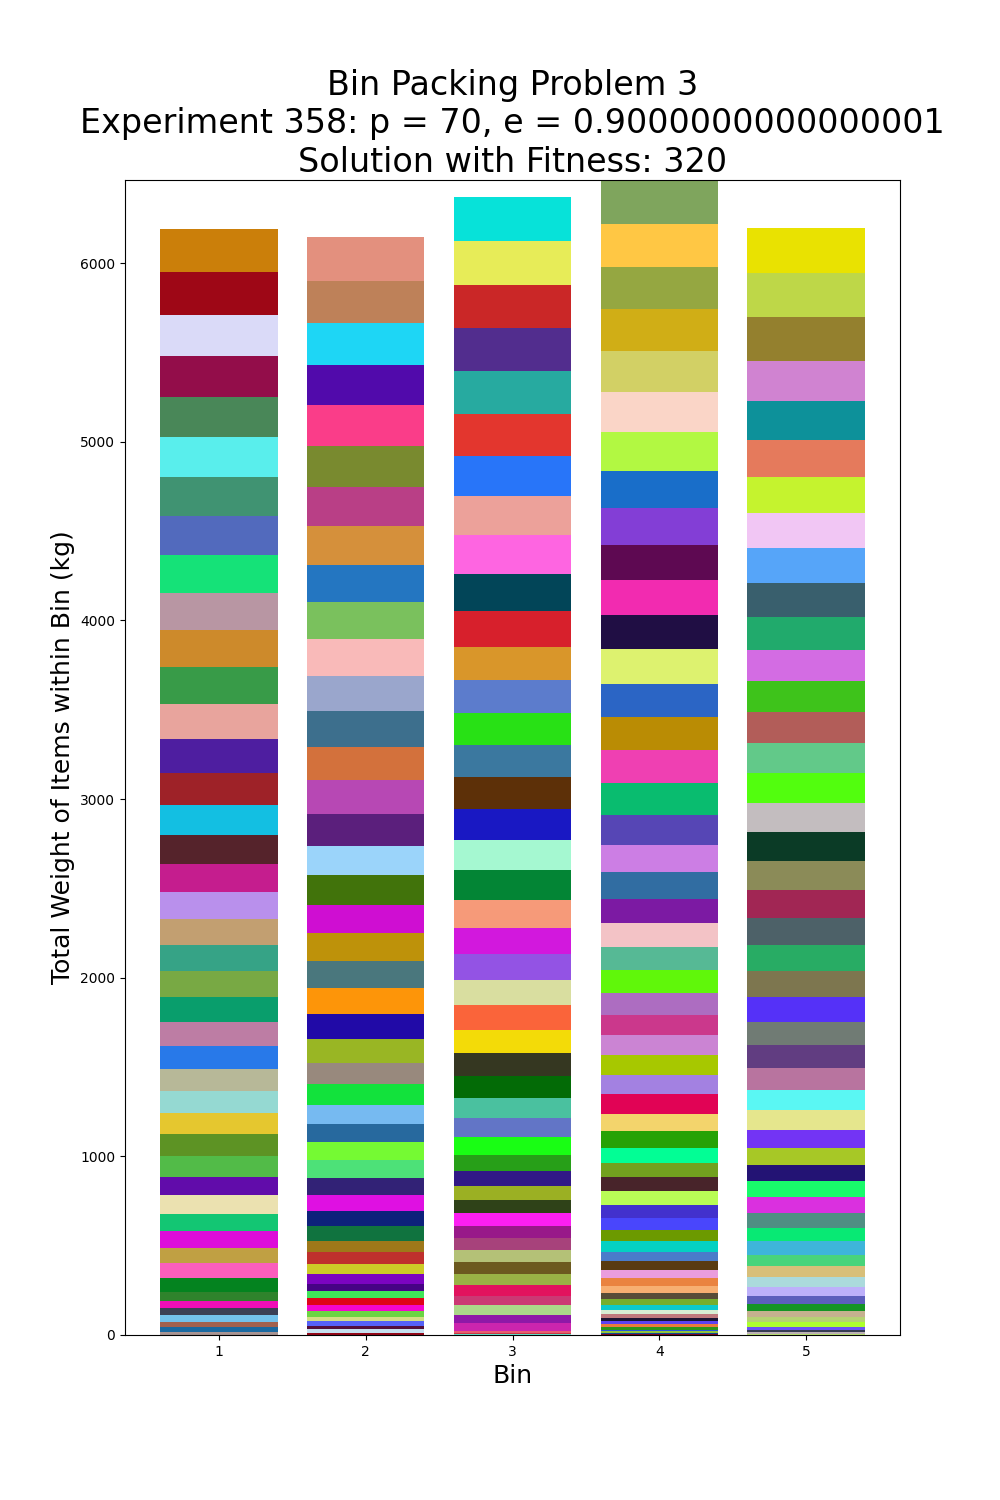 Bin Packing Problem 3
Experiment 358: p = 70, e = 0.9000000000000001
Solution with Fitness: 320
Total Weight of Items within Bin (kg)
6000
5000
4000
3000
2000
1000
0
1 2 3 4 5
Bin